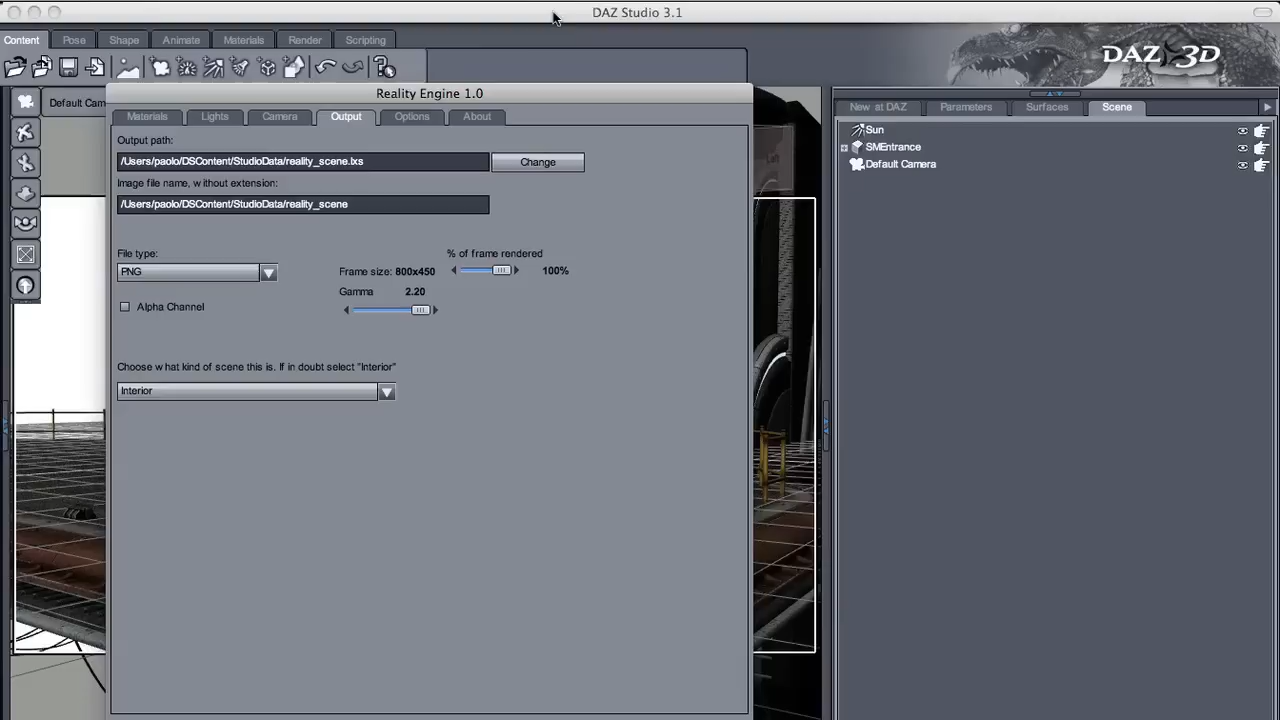 DAZ Studio 3.1
Content Pose Shape Animate Materials Render Scripting
DAZ 3D
Default Cam
Reality Engine 1.0
Materials Lights Camera Output Options About
Output path:
/Users/paolo/DSContent/StudioData/reality_scene.lxs
Change
Image file name, without extension:
/Users/paolo/DSContent/StudioData/reality_scene
File type:
PNG
Alpha Channel
Frame size: 800x450
% of frame rendered
100%
Gamma 2.20
Choose what kind of scene this is. If in doubt select "Interior"
Interior
New at DAZ Parameters Surfaces Scene
Sun
SMEntrance
Default Camera